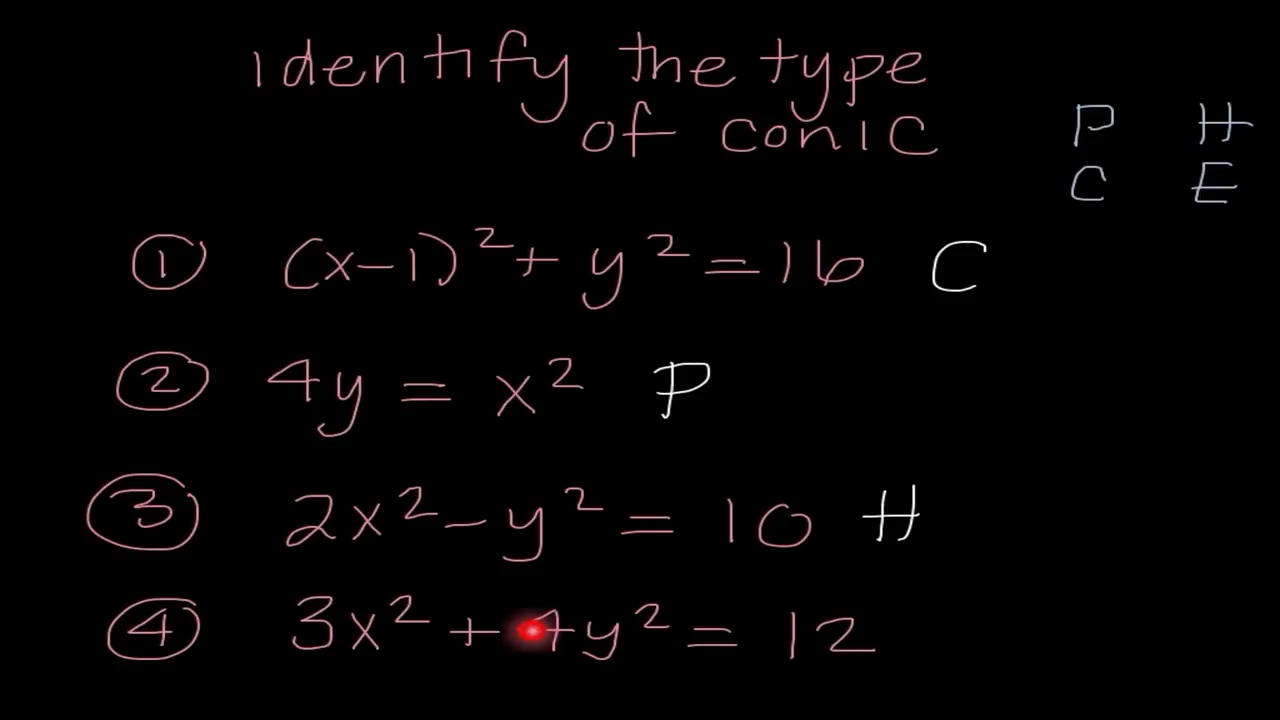 identify the type
of conic
P H
C E
① (x-1)² + y² = 16 C
② 4y = x² P
③ 2x² - y² = 10 H
④ 3x² + 4y² = 12